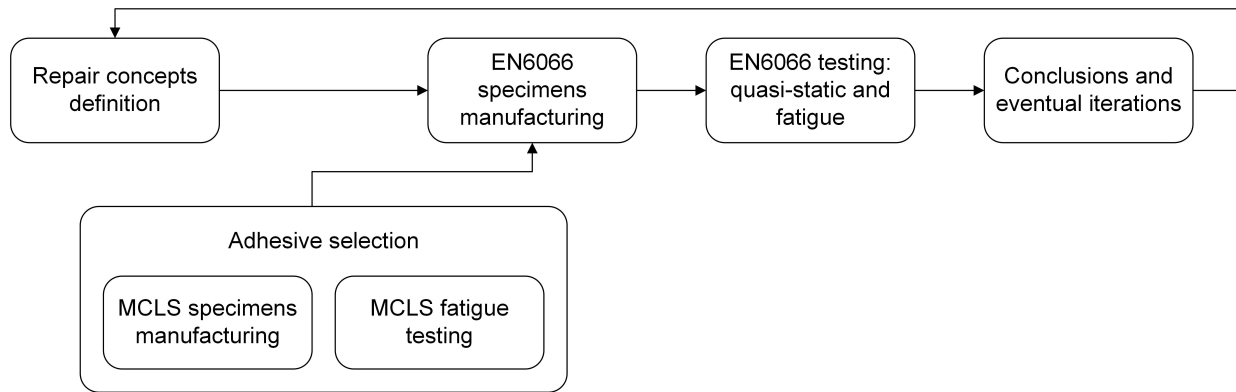 Repair concepts
definition
EN6066
specimens
manufacturing
EN6066 testing:
quasi-static and
fatigue
Conclusions and
eventual iterations
Adhesive selection
MCLS specimens
manufacturing
MCLS fatigue
testing